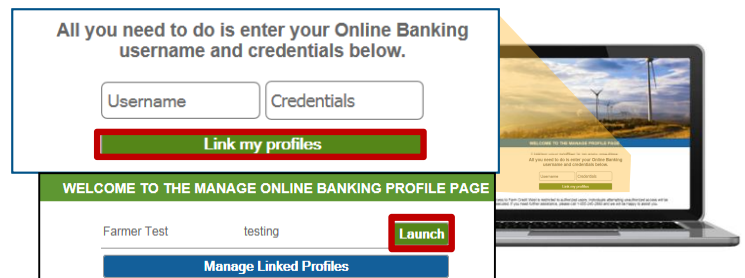 All you need to do is enter your Online Banking
username and credentials below.
Username
Credentials
Link my profiles
WELCOME TO THE MANAGE ONLINE BANKING PROFILE PAGE
Farmer Test
testing
Launch
Manage Linked Profiles
WELCOME TO THE MANAGE PROFILE PAGE
All you need to do is enter your Online Banking
username and credentials below.
Username
Credentials
Link my profiles